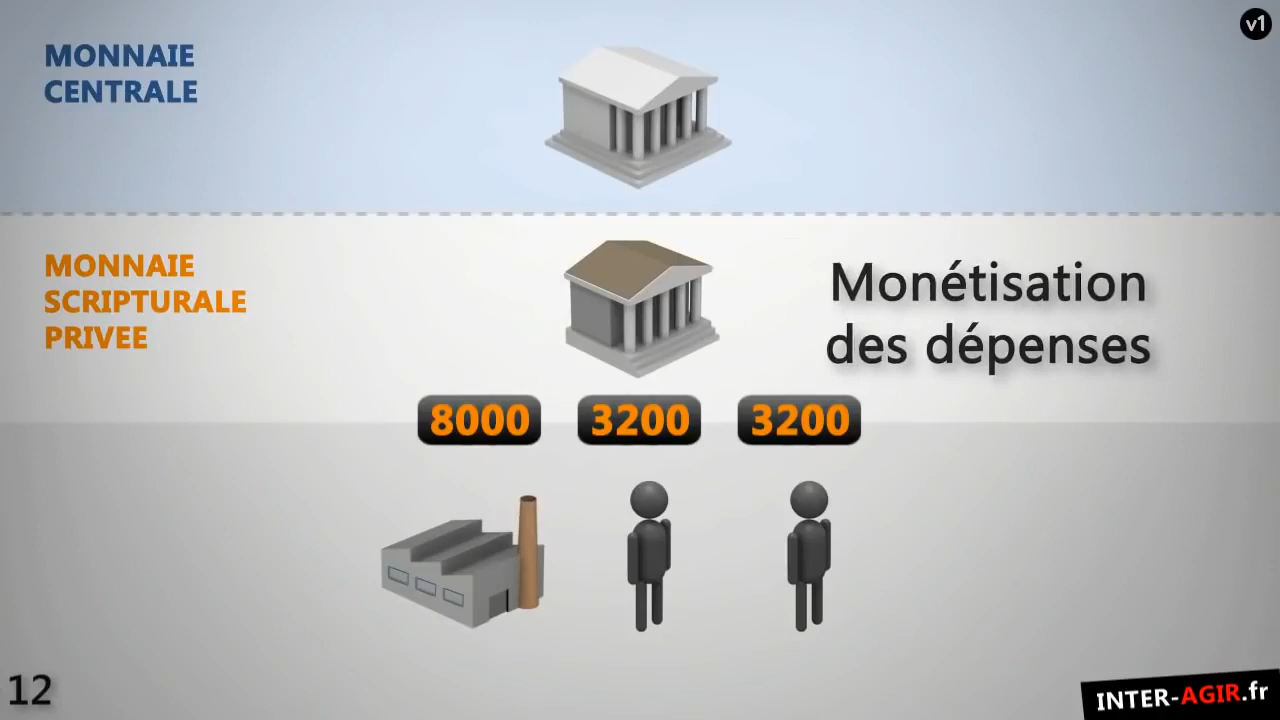 v1
MONNAIE
CENTRALE
MONNAIE
SCRIPTURALE
PRIVEE
Monétisation
des dépenses
8000 3200 3200
12
INTER-AGIR.fr